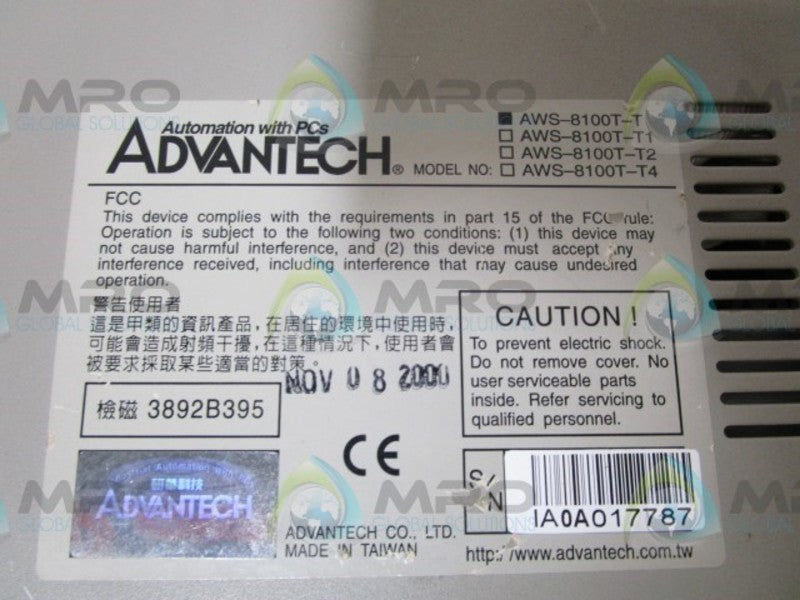 Automation with PCs
ADVANTECH® MODEL NO:
AWS-8100T-T
AWS-8100T-T1
AWS-8100T-T2
AWS-8100T-T4
FCC
This device complies with the requirements in part 15 of the FCC rule:
Operation is subject to the following two conditions: (1) this device may
not cause harmful interference, and (2) this device must accept any
interference received, including interference that may cause undesired
operation.
警告使用者
這是甲類的資訊產品，在居住的環境中使用時，
可能會造成射頻干擾，在這種情況下，使用者會
被要求採取某些適當的對策。
NOV 08 2000
檢磁 3892B395
CAUTION !
To prevent electric shock.
Do not remove cover. No
user serviceable parts
inside. Refer servicing to
qualified personnel.
CE
研華科技
ADVANTECH
ADVANTECH CO., LTD.
MADE IN TAIWAN
S/N
IA0A017787
http://www.advantech.com.tw
MRO
GLOBAL SOLUTIONS